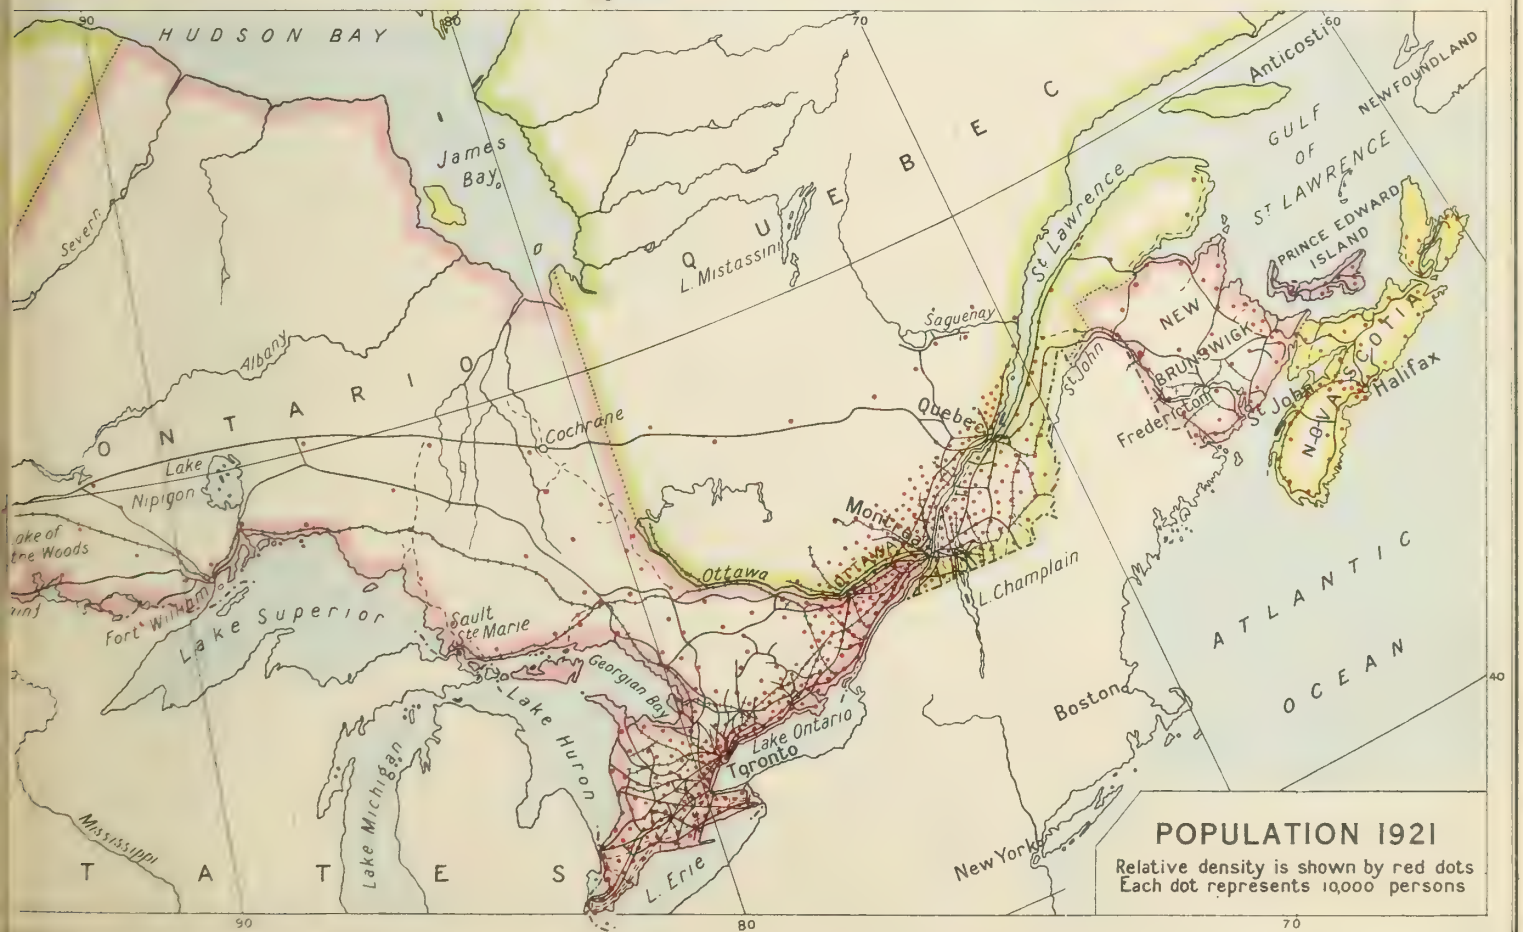 90
80
70
60
HUDSON BAY
Anticosti
NEWFOUNDLAND
GULF
OF
ST LAWRENCE
James
Bay
QUEBEC
St Lawrence
Severn
L. Mistassini
PRINCE EDWARD
ISLAND
Saguenay
NEW
BRUNSWICK
NOVA SCOTIA
Albany
ONTARIO
St John
St John
Halifax
Fredericton
Quebec
Cochrane
Lake
Nipigon
Lake of
the Woods
Montreal
OTTAWA
Ottawa
L. Champlain
ATLANTIC
OCEAN
Fort William
Lake Superior
Sault
Ste Marie
Georgian Bay
Lake Huron
Boston
40
Lake Ontario
Toronto
Lake Michigan
Mississippi
TATES
L. Erie
New York
POPULATION 1921
Relative density is shown by red dots
Each dot represents 10,000 persons
90
80
70